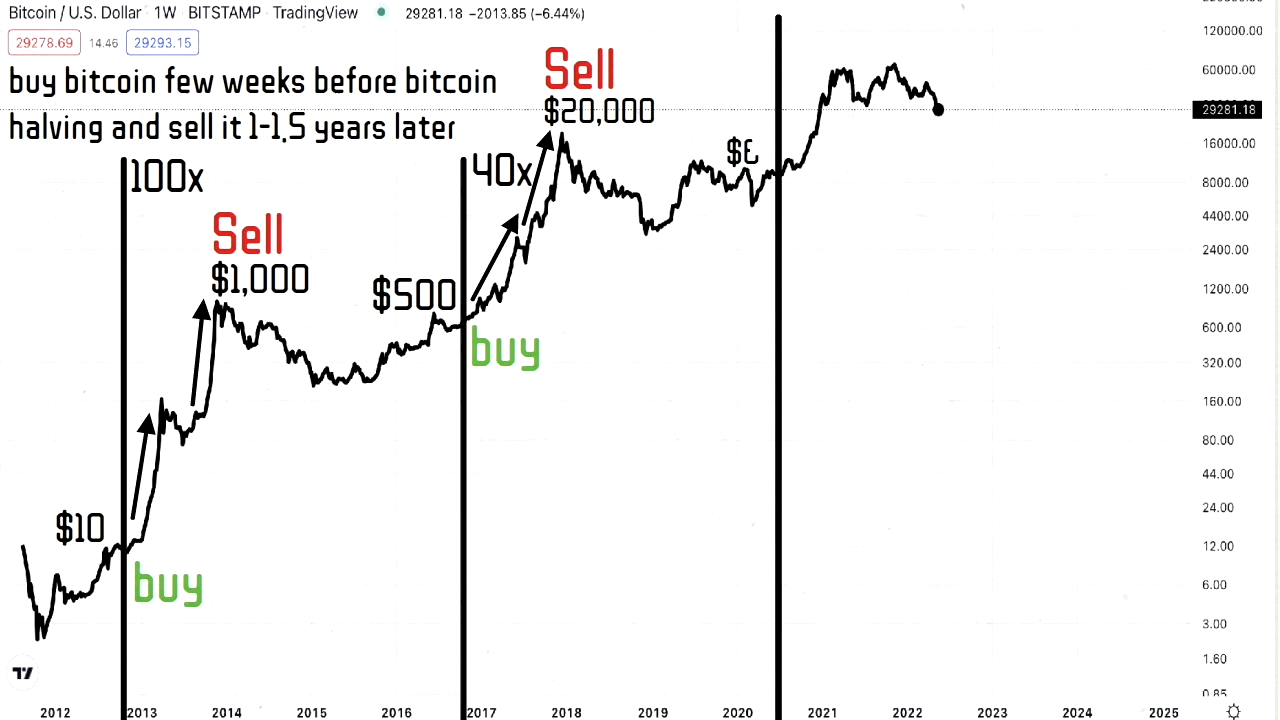 Bitcoin / U.S. Dollar · 1W · BITSTAMP · TradingView 29281.18 −2013.85 (−6.44%)
29278.69 14.46 29293.15
buy bitcoin few weeks before bitcoin
halving and sell it 1-1.5 years later
100x
Sell
$1,000
$10
buy
$500
40x
Sell
$20,000
buy
120000.00
60000.00
29281.18
16000.00
8000.00
4400.00
2400.00
1200.00
600.00
320.00
160.00
80.00
44.00
24.00
12.00
6.00
3.00
1.60
2012 2013 2014 2015 2016 2017 2018 2019 2020 2021 2022 2023 2024 2025